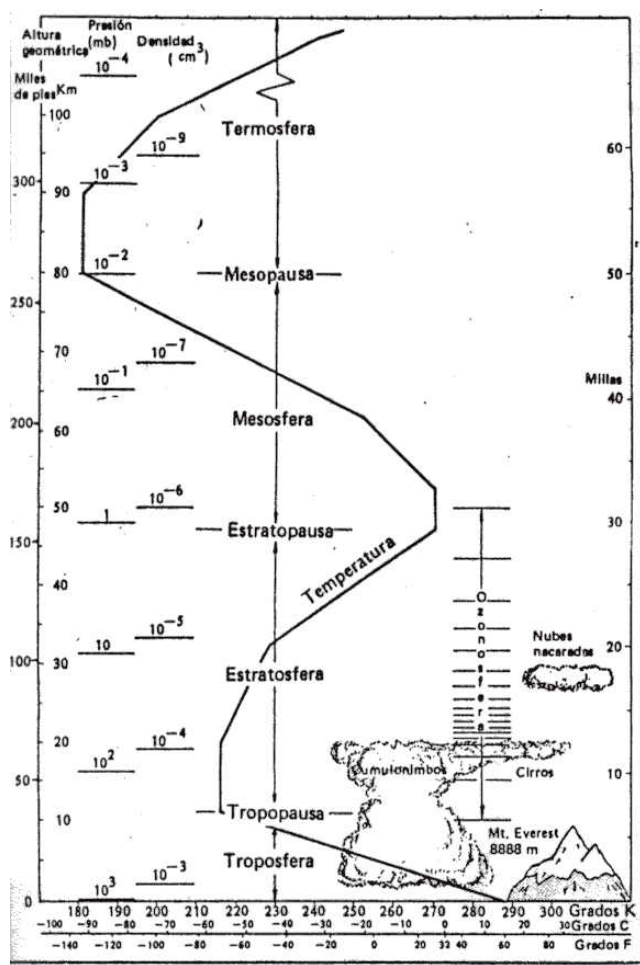 Altura geométrica
Presión (mb)
Densidad ( cm³ )
Miles de pies
Km
10⁻⁴
100
Termosfera
10⁻⁹
60
10⁻³
300
90
10⁻²
80
Mesopausa
50
250
10⁻⁷
70
10⁻¹
Millas
40
200
60
Mesosfera
10⁻⁶
50
1
Estratopausa
30
150
Temperatura
40
Ozonosfera
10⁻⁵
Nubes nacaradas
10
30
20
100
Estratosfera
10⁻⁴
20
10²
Cumulonimbos
Cirros
10
50
Tropopausa
10
Mt. Everest
8888 m
Troposfera
10⁻³
10³
0
180 190 200 210 220 230 240 250 260 270 280 290 300 Grados K
-100 -90 -80 -70 -60 -50 -40 -30 -20 0 10 20 30 Grados C
-140 -120 -100 -80 -60 -40 -20 0 20 32 40 60 80 Grados F